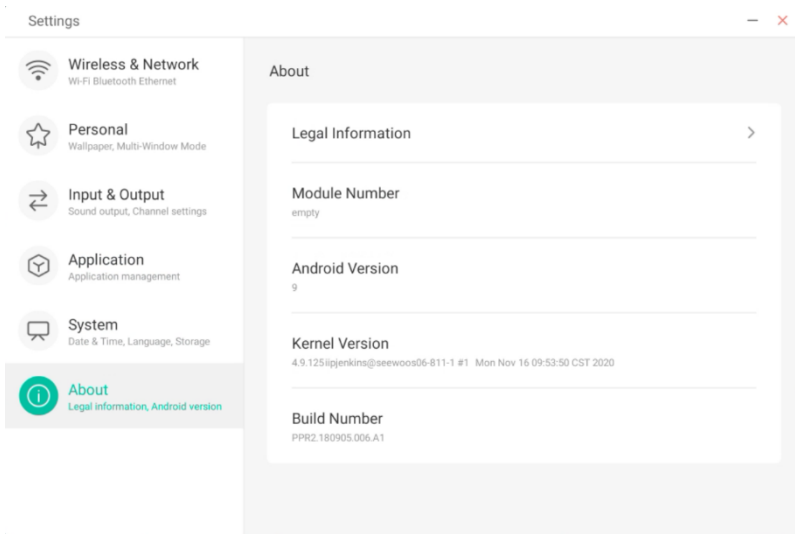 Settings
Wireless & Network
Wi-Fi Bluetooth Ethernet
Personal
Wallpaper, Multi-Window Mode
Input & Output
Sound output, Channel settings
Application
Application management
System
Date & Time, Language, Storage
About
Legal information, Android version
About
Legal Information
Module Number
empty
Android Version
9
Kernel Version
4.9.125iipjenkins@seewoos06-811-1 #1 Mon Nov 16 09:53:50 CST 2020
Build Number
PPR2.180905.006.A1